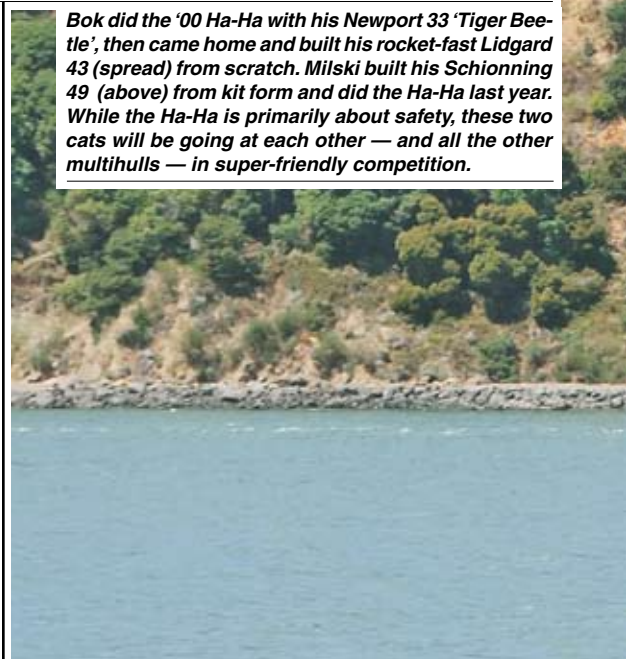 Bok did the ‘00 Ha-Ha with his Newport 33 ‘Tiger Bee-
tle’, then came home and built his rocket-fast Lidgard
43 (spread) from scratch. Milski built his Schionning
49 (above) from kit form and did the Ha-Ha last year.
While the Ha-Ha is primarily about safety, these two
cats will be going at each other — and all the other
multihulls — in super-friendly competition.